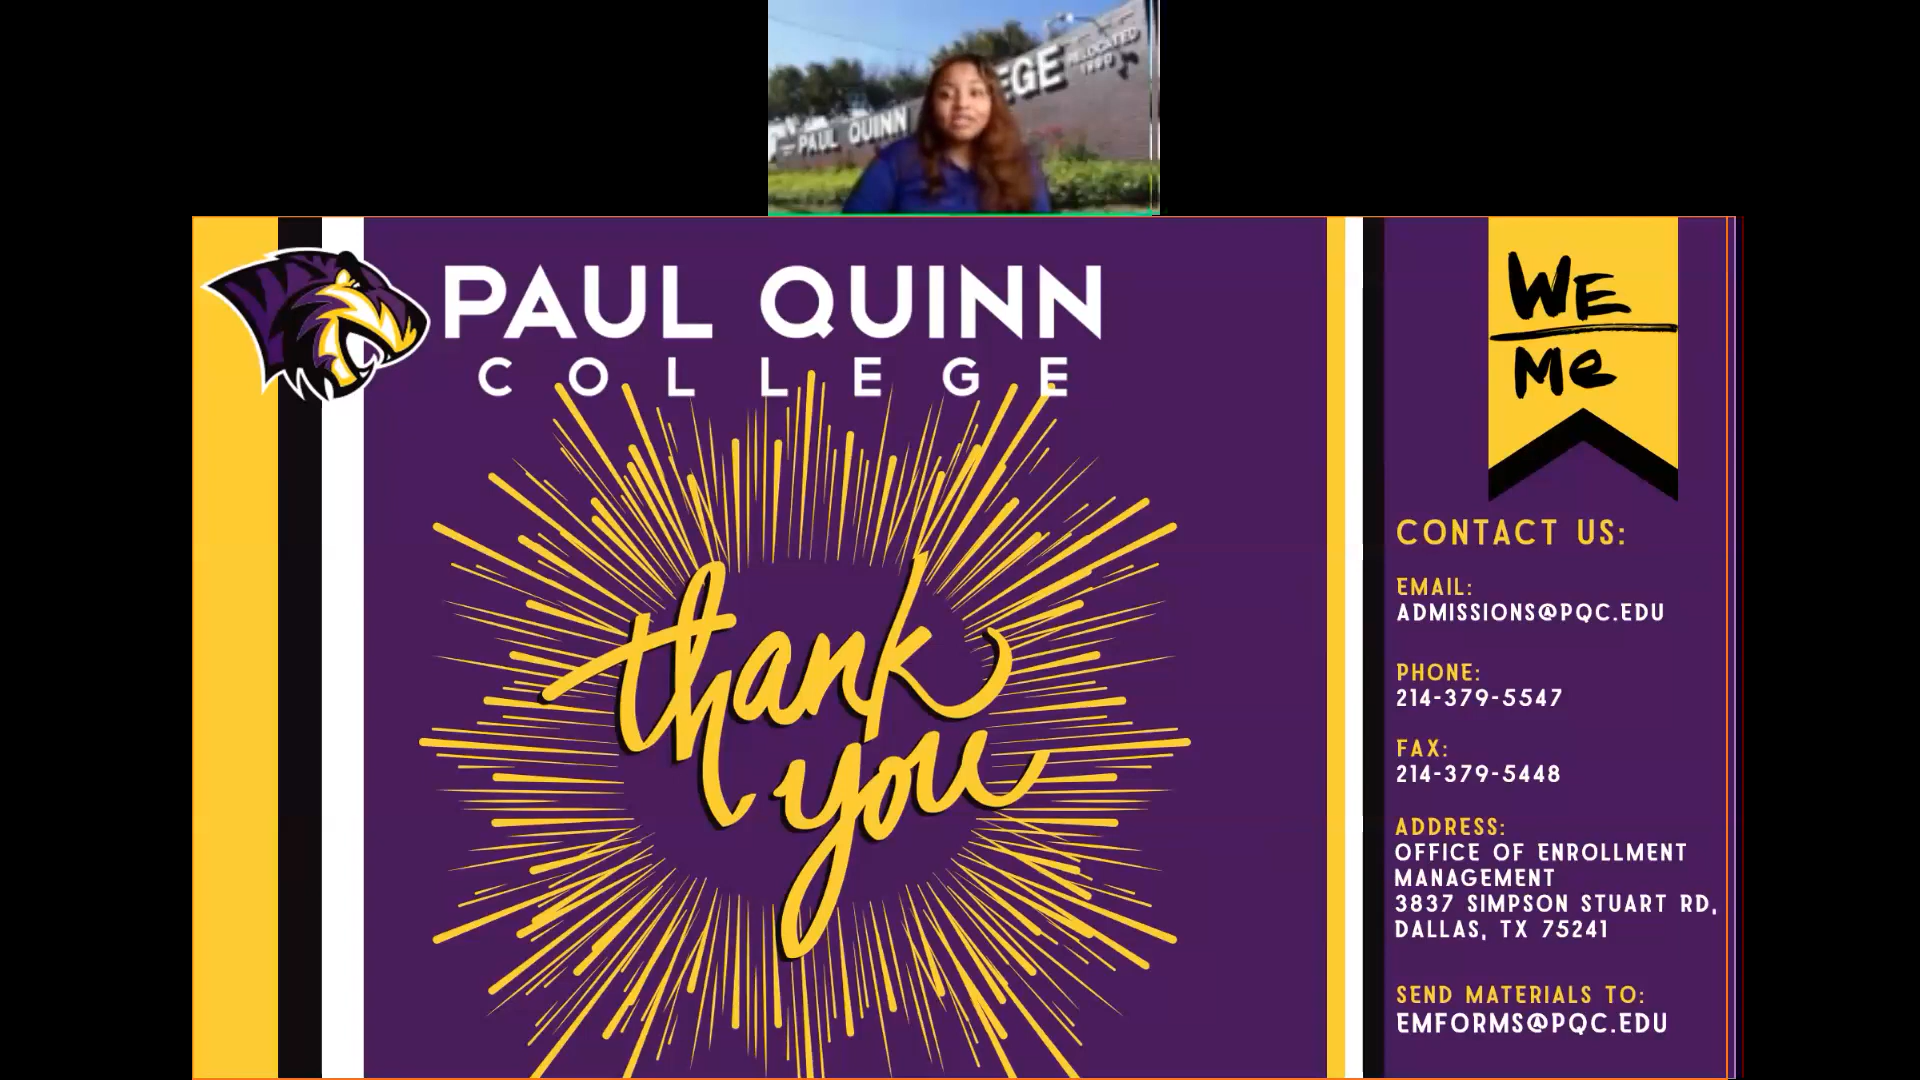 EGE
RELOCATED
1990
PAUL QUINN
PAUL QUINN
COLLEGE
thank
you
WE
Me
CONTACT US:
EMAIL:
ADMISSIONS@PQC.EDU
PHONE:
214-379-5547
FAX:
214-379-5448
ADDRESS:
OFFICE OF ENROLLMENT
MANAGEMENT
3837 SIMPSON STUART RD,
DALLAS, TX 75241
SEND MATERIALS TO:
EMFORMS@PQC.EDU